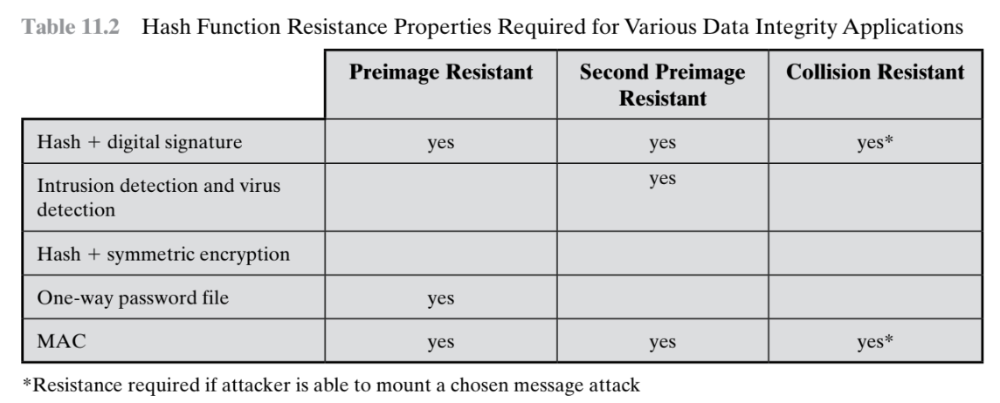 Table 11.2 Hash Function Resistance Properties Required for Various Data Integrity Applications
Preimage Resistant Second Preimage Resistant Collision Resistant
Hash + digital signature yes yes yes*
Intrusion detection and virus detection yes
Hash + symmetric encryption
One-way password file yes
MAC yes yes yes*
*Resistance required if attacker is able to mount a chosen message attack